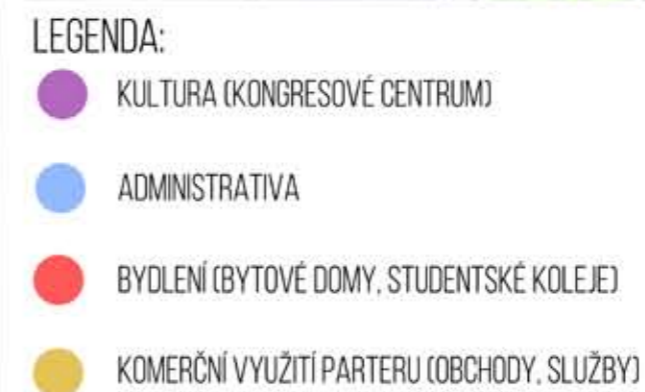 LEGENDA:
KULTURA (KONGRESOVÉ CENTRUM)
ADMINISTRATIVA
BYDLENÍ (BYTOVÉ DOMY, STUDENTSKÉ KOLEJE)
KOMERČNÍ VYUŽITÍ PARTERU (OBCHODY, SLUŽBY)